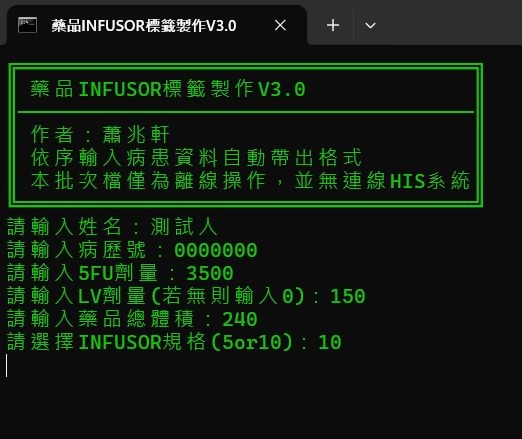 藥品INFUSOR標籤製作V3.0
藥品INFUSOR標籤製作V3.0
作者：蕭兆軒
依序輸入病患資料自動帶出格式
本批次檔僅為離線操作，並無連線HIS系統
請輸入姓名：測試人
請輸入病歷號：0000000
請輸入5FU劑量：3500
請輸入LV劑量(若無則輸入0)：150
請輸入藥品總體積：240
請選擇INFUSOR規格(5or10)：10